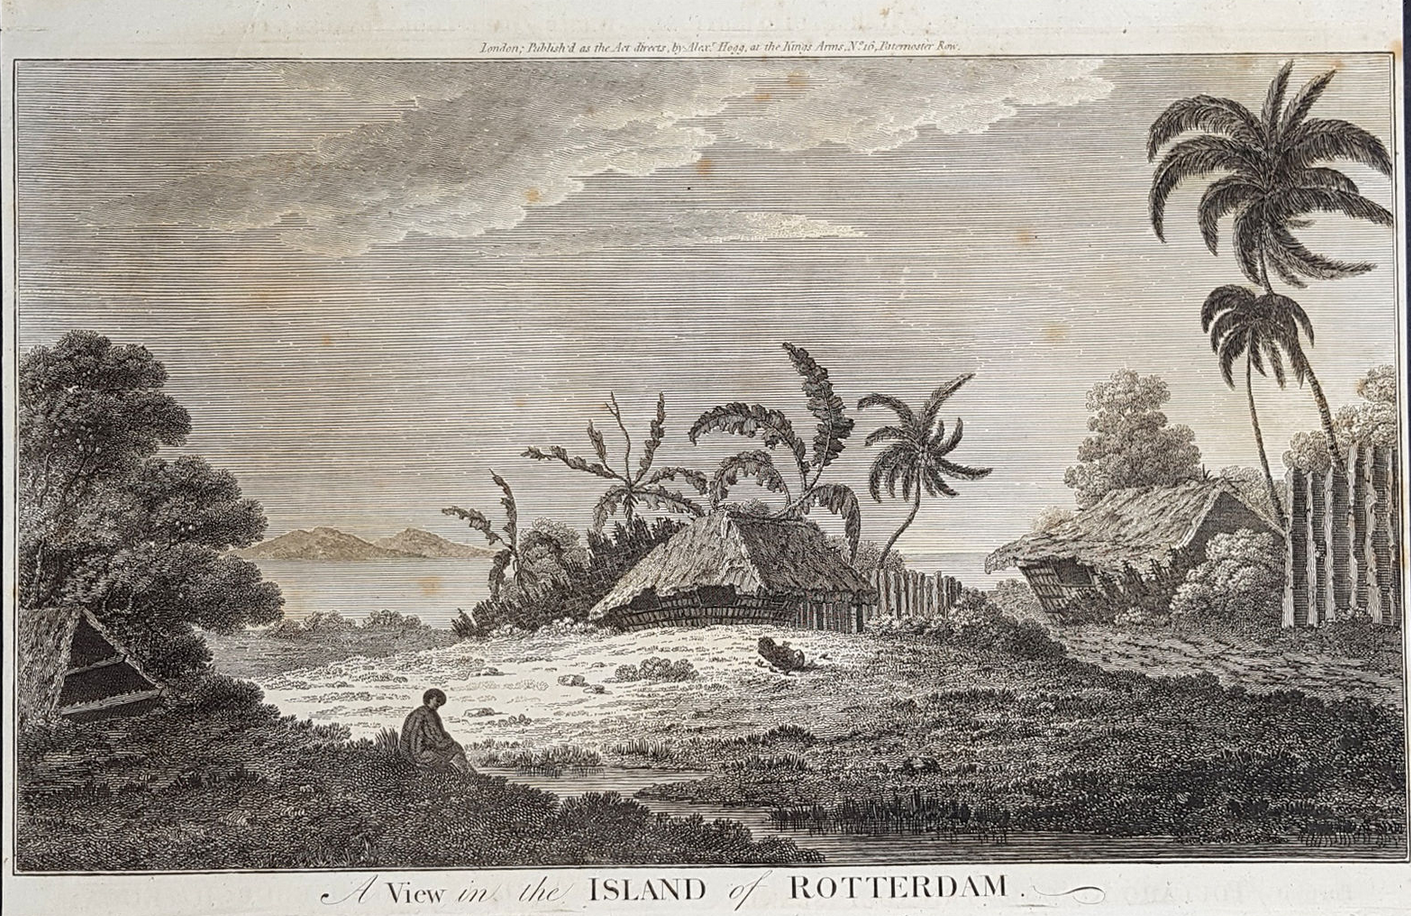 London; Publish'd as the Act directs, by Alexr. Hogg, at the Kings Arms, No. 16, Paternoster Row.
A View in the ISLAND of ROTTERDAM.